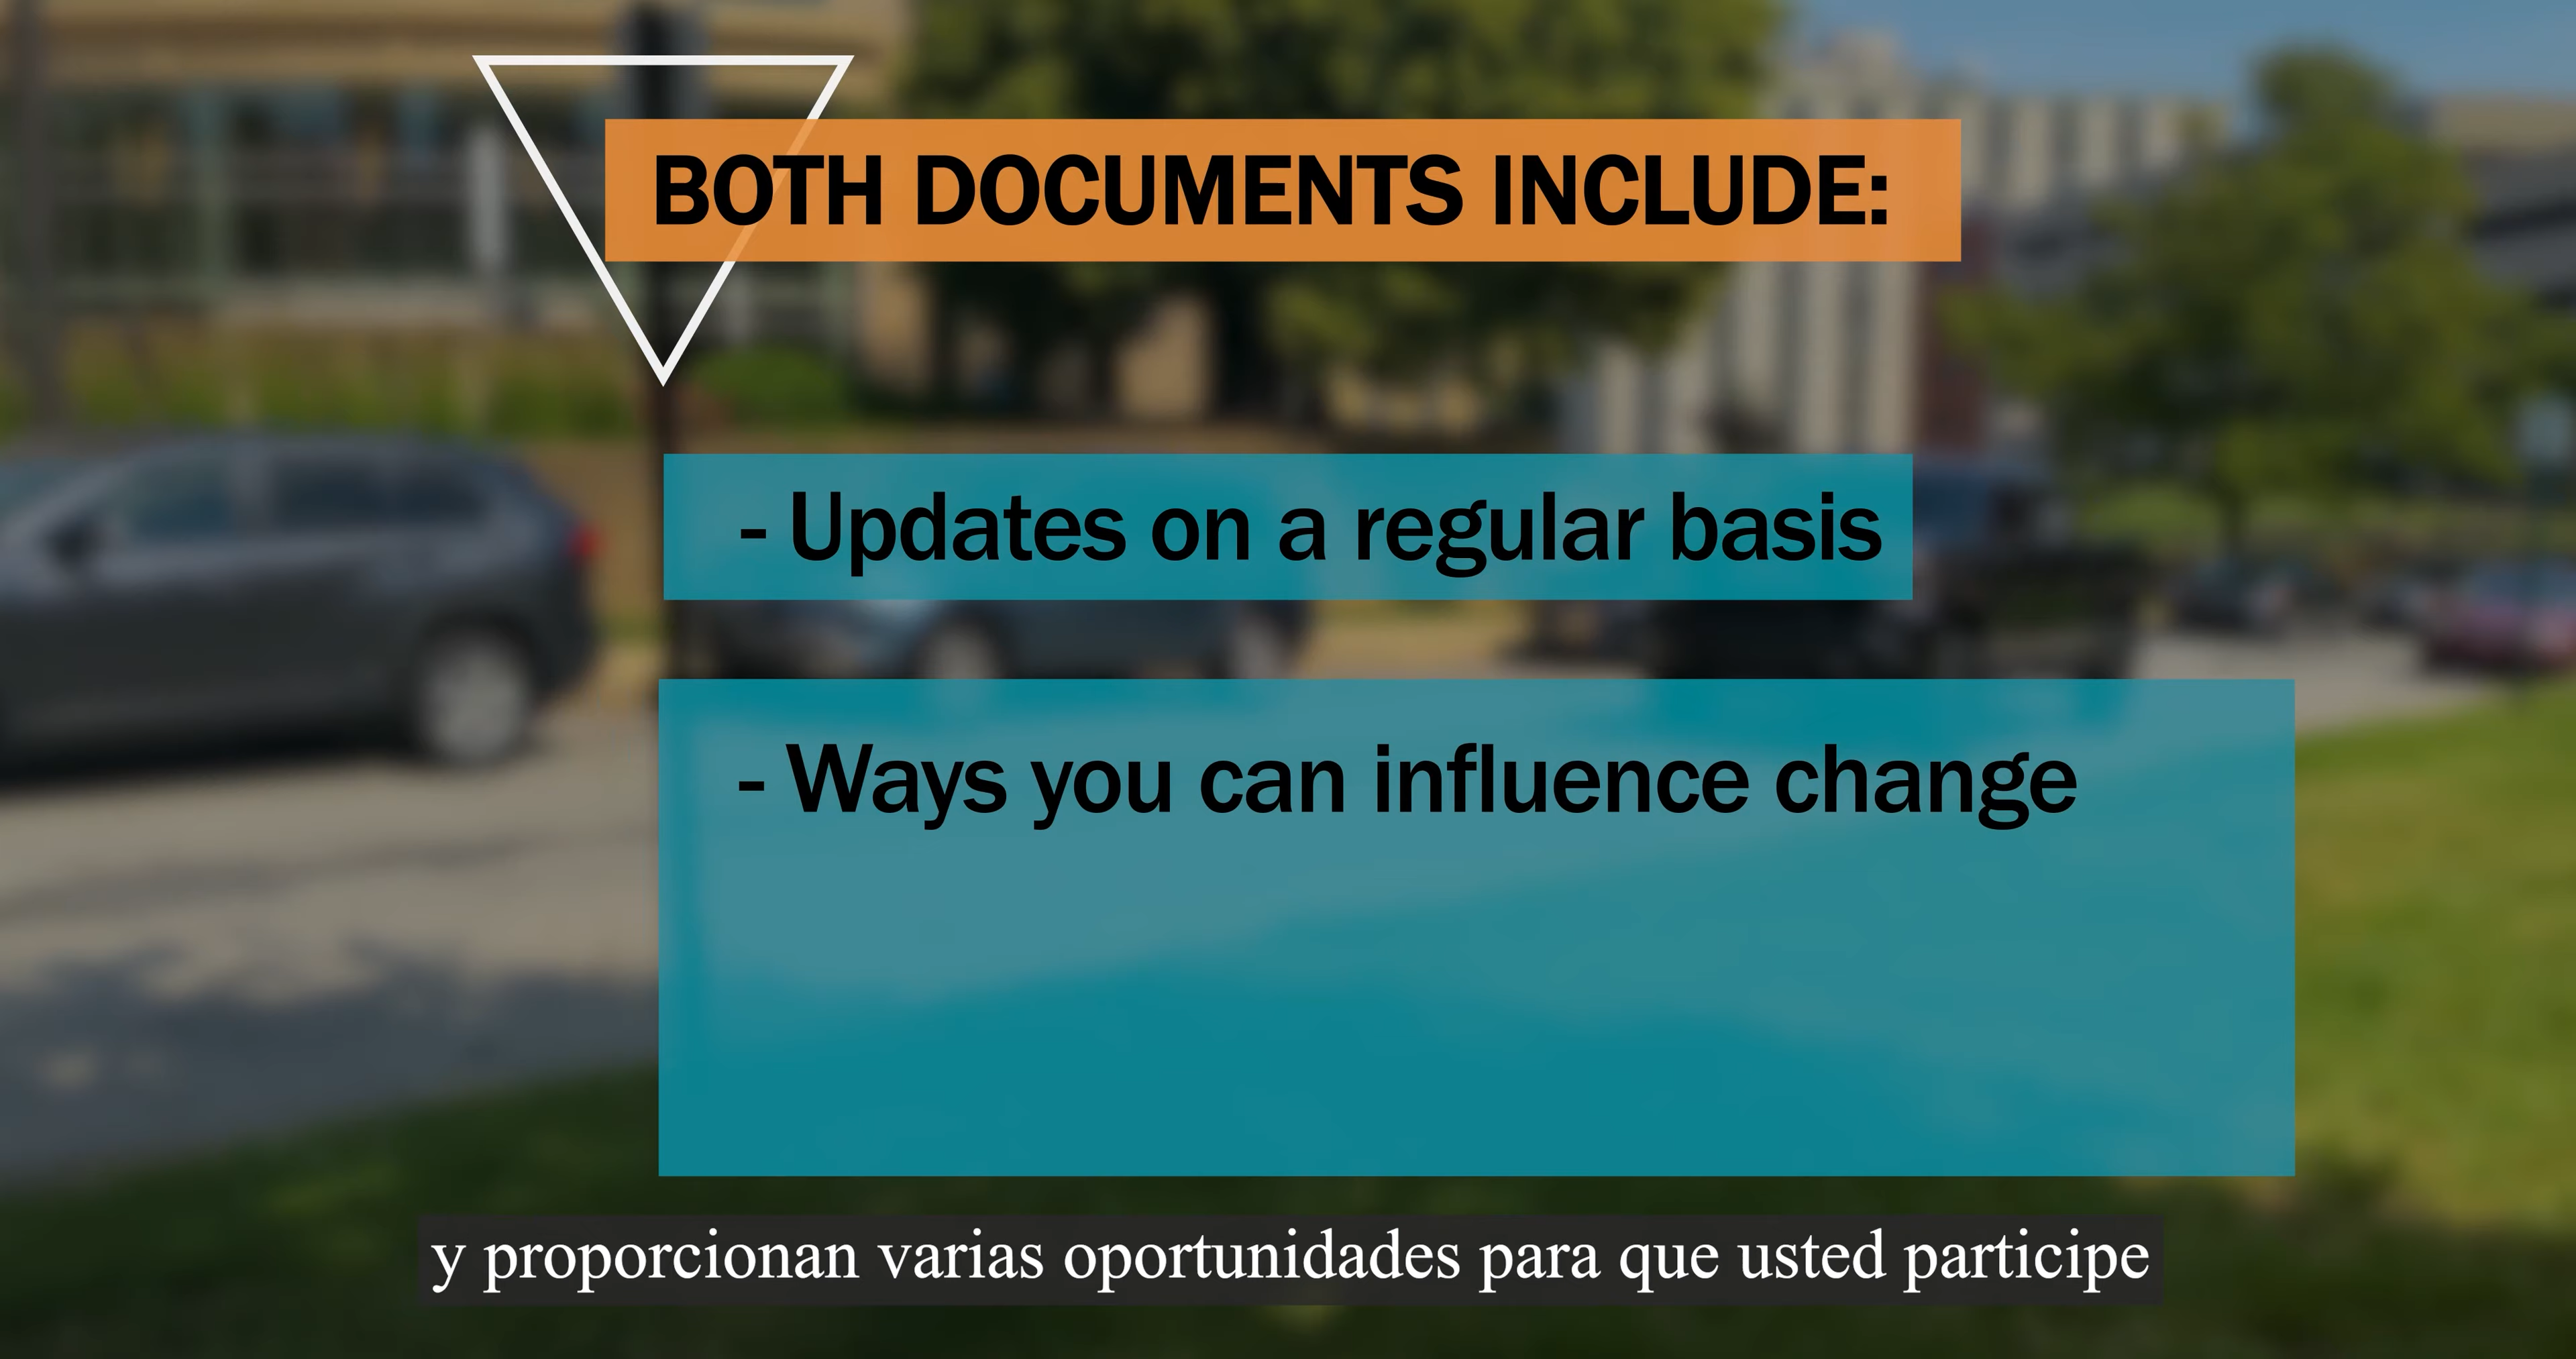 BOTH DOCUMENTS INCLUDE:
- Updates on a regular basis
- Ways you can influence change
y proporcionan varias oportunidades para que usted participe